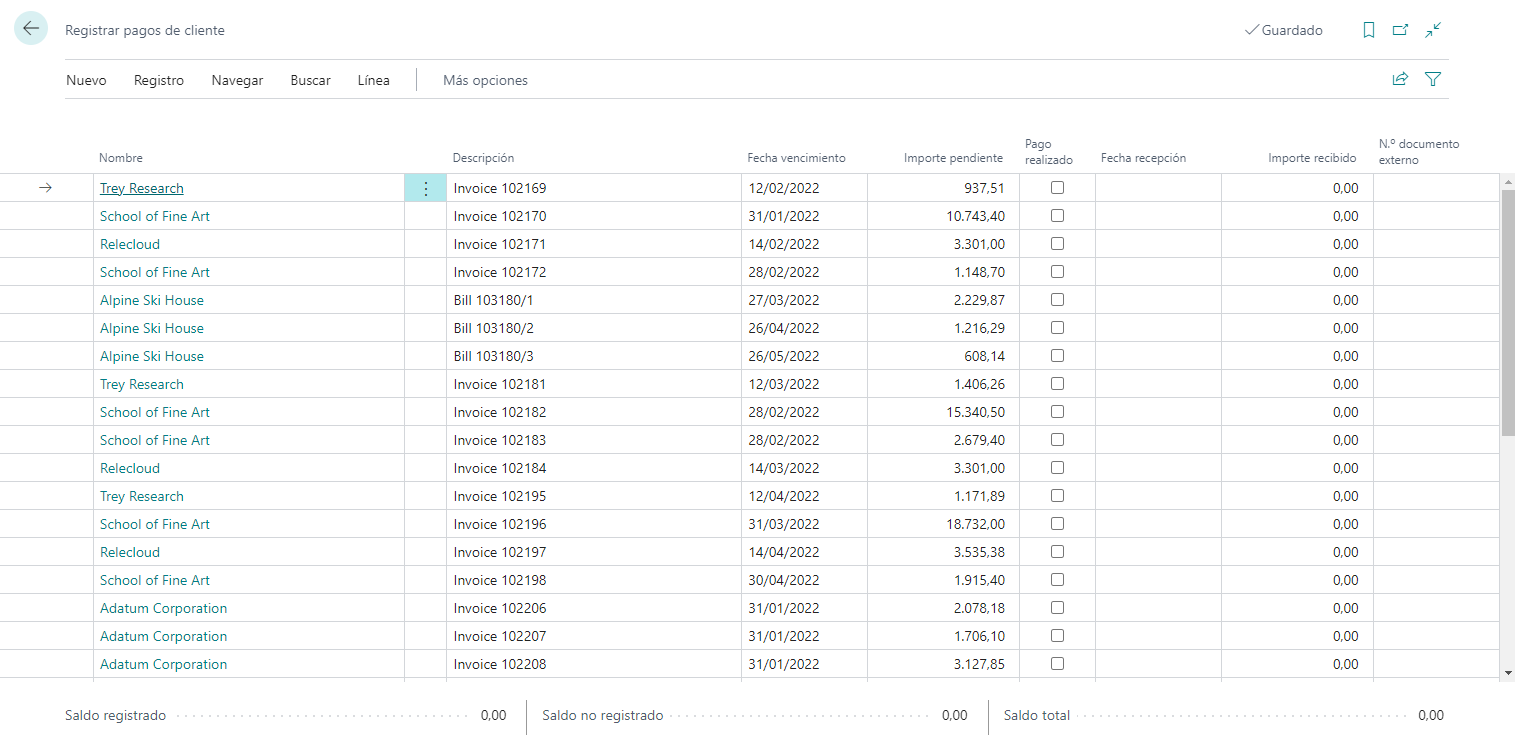 Registrar pagos de cliente
Guardado
Nuevo Registro Navegar Buscar Línea Más opciones
Nombre Descripción Fecha vencimiento Importe pendiente Pago realizado Fecha recepción Importe recibido N.º documento externo
Trey Research Invoice 102169 12/02/2022 937,51 0,00
School of Fine Art Invoice 102170 31/01/2022 10.743,40 0,00
Relecloud Invoice 102171 14/02/2022 3.301,00 0,00
School of Fine Art Invoice 102172 28/02/2022 1.148,70 0,00
Alpine Ski House Bill 103180/1 27/03/2022 2.229,87 0,00
Alpine Ski House Bill 103180/2 26/04/2022 1.216,29 0,00
Alpine Ski House Bill 103180/3 26/05/2022 608,14 0,00
Trey Research Invoice 102181 12/03/2022 1.406,26 0,00
School of Fine Art Invoice 102182 28/02/2022 15.340,50 0,00
School of Fine Art Invoice 102183 28/02/2022 2.679,40 0,00
Relecloud Invoice 102184 14/03/2022 3.301,00 0,00
Trey Research Invoice 102195 12/04/2022 1.171,89 0,00
School of Fine Art Invoice 102196 31/03/2022 18.732,00 0,00
Relecloud Invoice 102197 14/04/2022 3.535,38 0,00
School of Fine Art Invoice 102198 30/04/2022 1.915,40 0,00
Adatum Corporation Invoice 102206 31/01/2022 2.078,18 0,00
Adatum Corporation Invoice 102207 31/01/2022 1.706,10 0,00
Adatum Corporation Invoice 102208 31/01/2022 3.127,85 0,00
Saldo registrado 0,00 Saldo no registrado 0,00 Saldo total 0,00